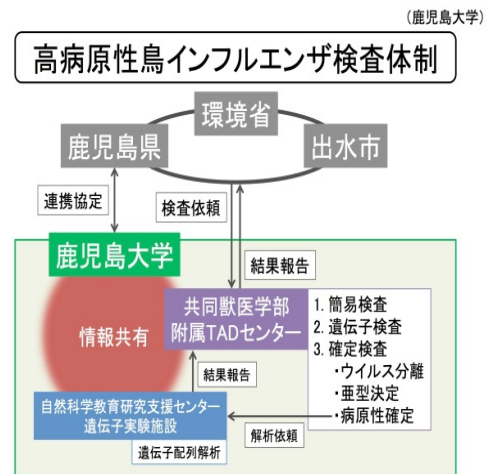 (鹿児島大学)
高病原性鳥インフルエンザ検査体制
環境省
鹿児島県
出水市
連携協定
検査依頼
鹿児島大学
結果報告
共同獣医学部
附属TADセンター
1. 簡易検査
2. 遺伝子検査
3. 確定検査
・ウイルス分離
・亜型決定
・病原性確定
情報共有
結果報告
自然科学教育研究支援センター
遺伝子実験施設
解析依頼
遺伝子配列解析